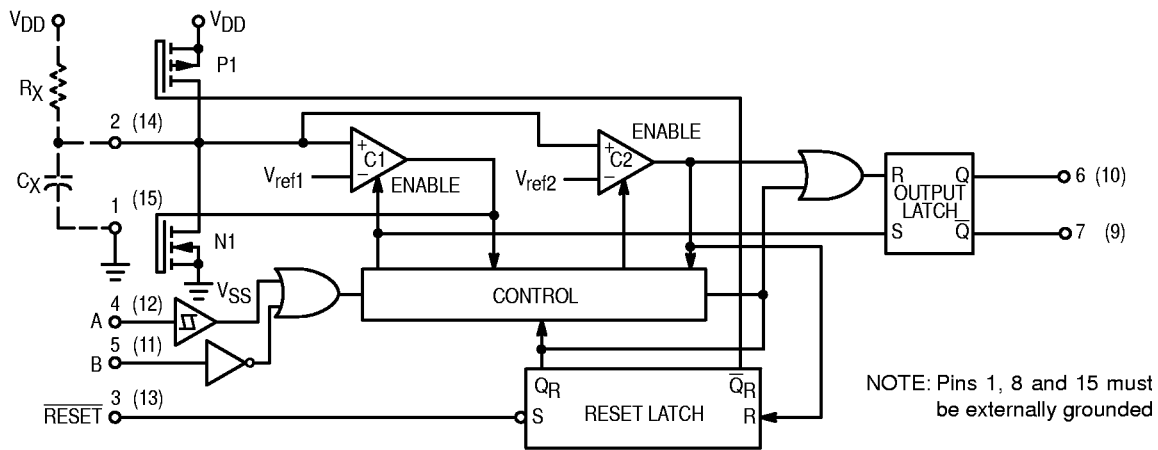 VDD
VDD
P1
RX
2 (14)
ENABLE
+
C1
−
+
C2
−
Vref1
ENABLE
Vref2
CX
1 (15)
R Q
OUTPUT
LATCH
S Q̅
6 (10)
7 (9)
N1
VSS
CONTROL
4 (12)
A
5 (11)
B
3 (13)
R̅E̅S̅E̅T̅
QR Q̅R
S RESET LATCH R
NOTE: Pins 1, 8 and 15 must
be externally grounded